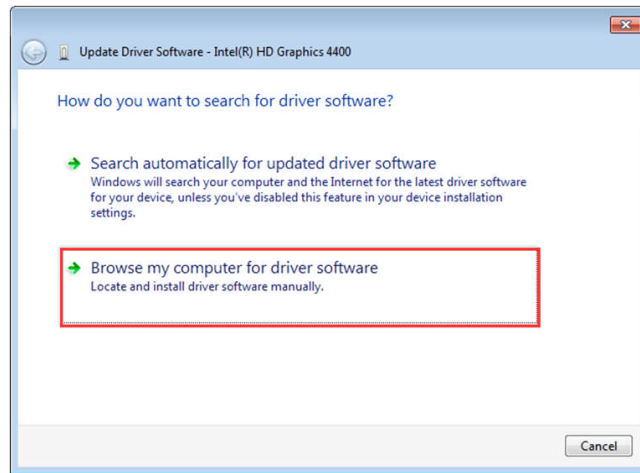 Update Driver Software - Intel(R) HD Graphics 4400
How do you want to search for driver software?
Search automatically for updated driver software
Windows will search your computer and the Internet for the latest driver software
for your device, unless you've disabled this feature in your device installation
settings.
Browse my computer for driver software
Locate and install driver software manually.
Cancel